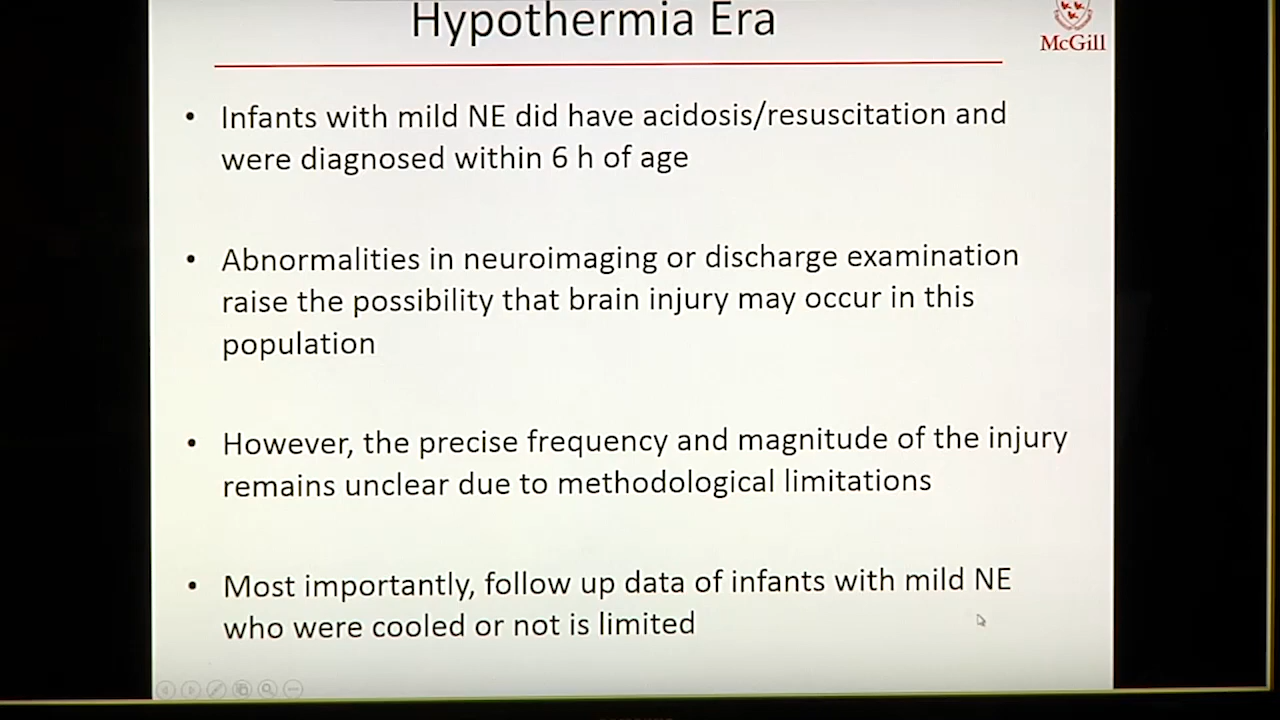 Hypothermia Era
McGill
• Infants with mild NE did have acidosis/resuscitation and
were diagnosed within 6 h of age
• Abnormalities in neuroimaging or discharge examination
raise the possibility that brain injury may occur in this
population
• However, the precise frequency and magnitude of the injury
remains unclear due to methodological limitations
• Most importantly, follow up data of infants with mild NE
who were cooled or not is limited